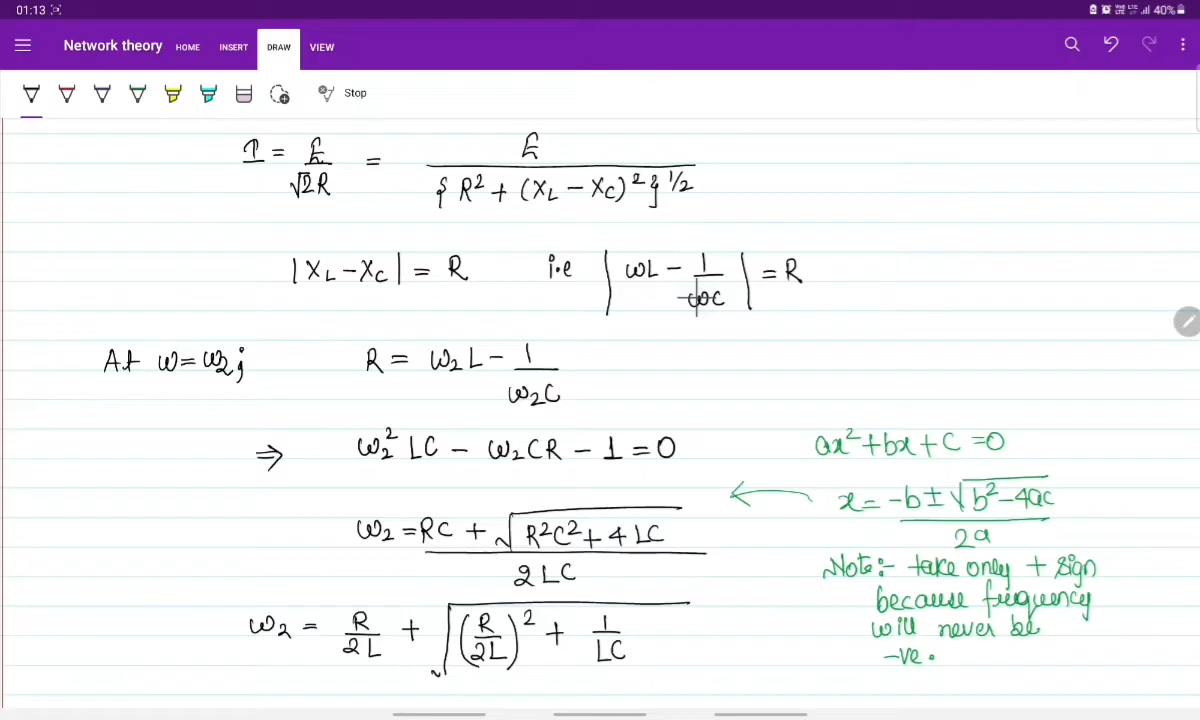 01:13 40%
Network theory HOME INSERT DRAW VIEW
Stop
I = E/√2R = E/{R² + (XL − XC)²}^1/2
|XL − XC| = R i.e |ωL − 1/ωC| = R
At ω = ω₂; R = ω₂L − 1/ω₂C
⇒ ω₂²LC − ω₂CR − 1 = 0
ω₂ = RC + √R²C² + 4LC / 2LC
ω₂ = R/2L + √(R/2L)² + 1/LC
ax² + bx + C = 0
x = −b ± √b² − 4ac / 2a
Note:- take only + sign
because frequency
will never be
-ve.